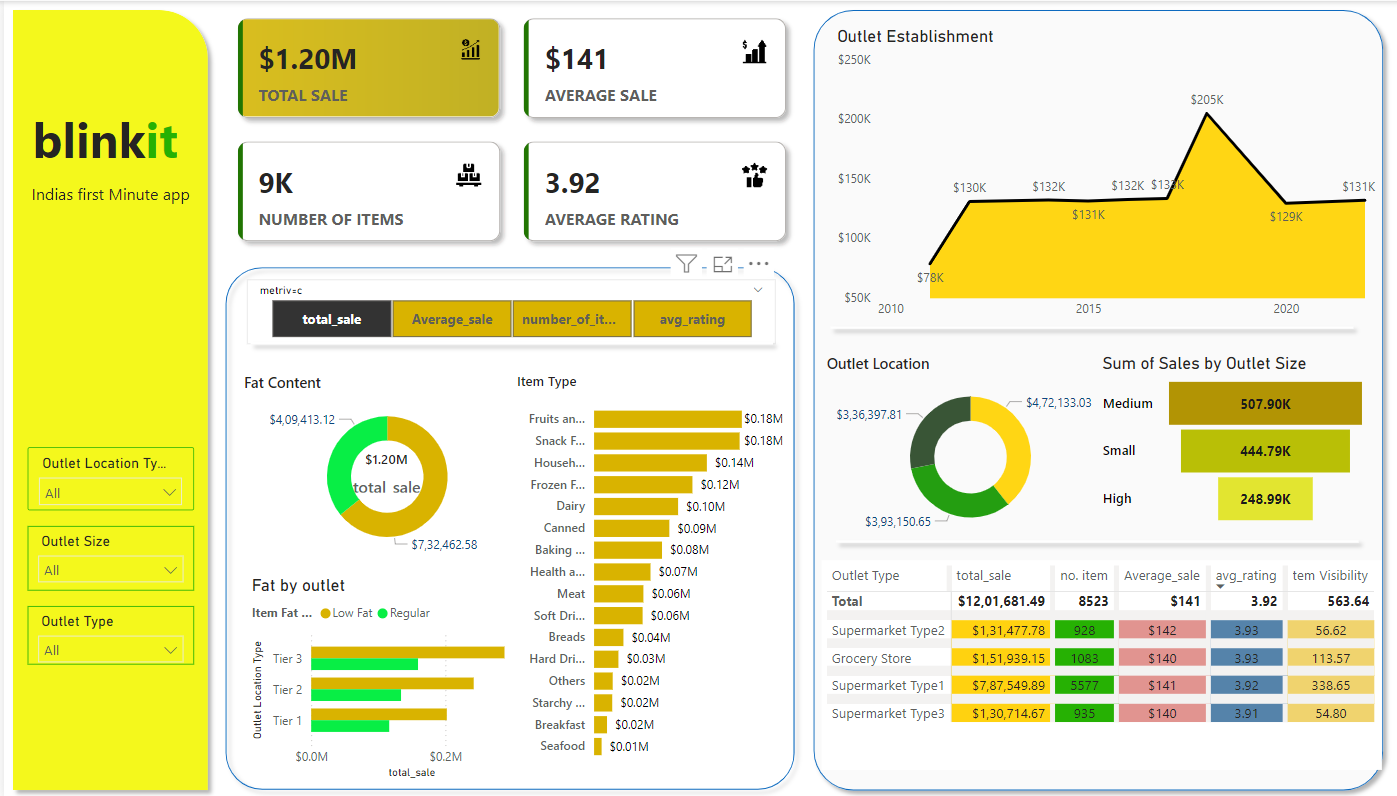 blinkit
Indias first Minute app
Outlet Location Ty...
All
Outlet Size
All
Outlet Type
All
$1.20M
TOTAL SALE
$141
AVERAGE SALE
9K
NUMBER OF ITEMS
3.92
AVERAGE RATING
metriv=c
total_sale
Average_sale
number_of_it...
avg_rating
Fat Content
$4,09,413.12
$1.20M
total sale
$7,32,462.58
Fat by outlet
Item Fat ... Low Fat Regular
Outlet Location Type
Tier 3
Tier 2
Tier 1
$0.0M $0.2M
total_sale
Item Type
Fruits an... $0.18M
Snack F... $0.18M
Househ... $0.14M
Frozen F... $0.12M
Dairy $0.10M
Canned $0.09M
Baking ... $0.08M
Health a... $0.07M
Meat $0.06M
Soft Dri... $0.06M
Breads $0.04M
Hard Dri... $0.03M
Others $0.02M
Starchy ... $0.02M
Breakfast $0.02M
Seafood $0.01M
Outlet Establishment
$250K
$200K
$150K
$100K
$50K
$78K
$130K
$132K
$131K
$132K
$133K
$205K
$129K
$131K
2010 2015 2020
Outlet Location
$3,36,397.81
$4,72,133.03
$3,93,150.65
Sum of Sales by Outlet Size
Medium 507.90K
Small 444.79K
High 248.99K
Outlet Type total_sale no. item Average_sale avg_rating tem Visibility
Total $12,01,681.49 8523 $141 3.92 563.64
Supermarket Type2 $1,31,477.78 928 $142 3.93 56.62
Grocery Store $1,51,939.15 1083 $140 3.93 113.57
Supermarket Type1 $7,87,549.89 5577 $141 3.92 338.65
Supermarket Type3 $1,30,714.67 935 $140 3.91 54.80